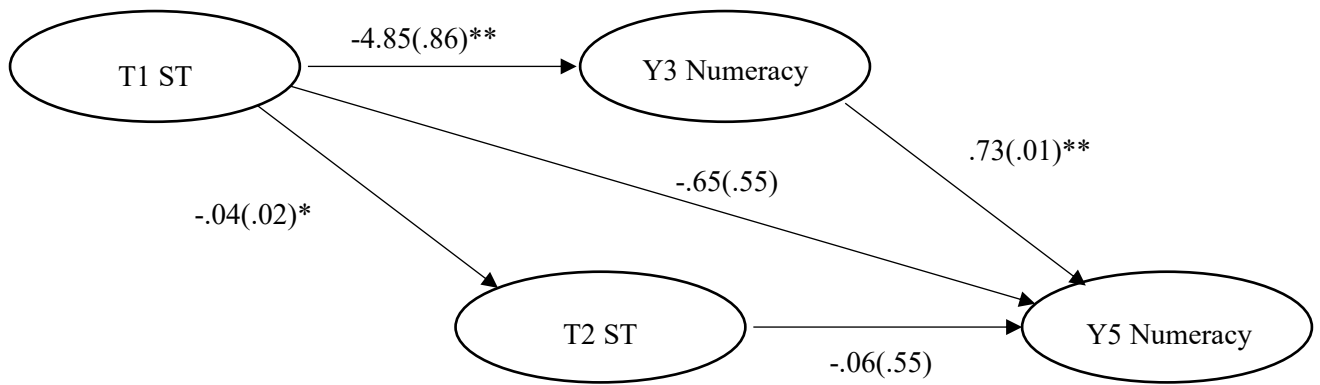 -4.85(.86)**
T1 ST
Y3 Numeracy
.73(.01)**
-.65(.55)
-.04(.02)*
T2 ST
Y5 Numeracy
-.06(.55)